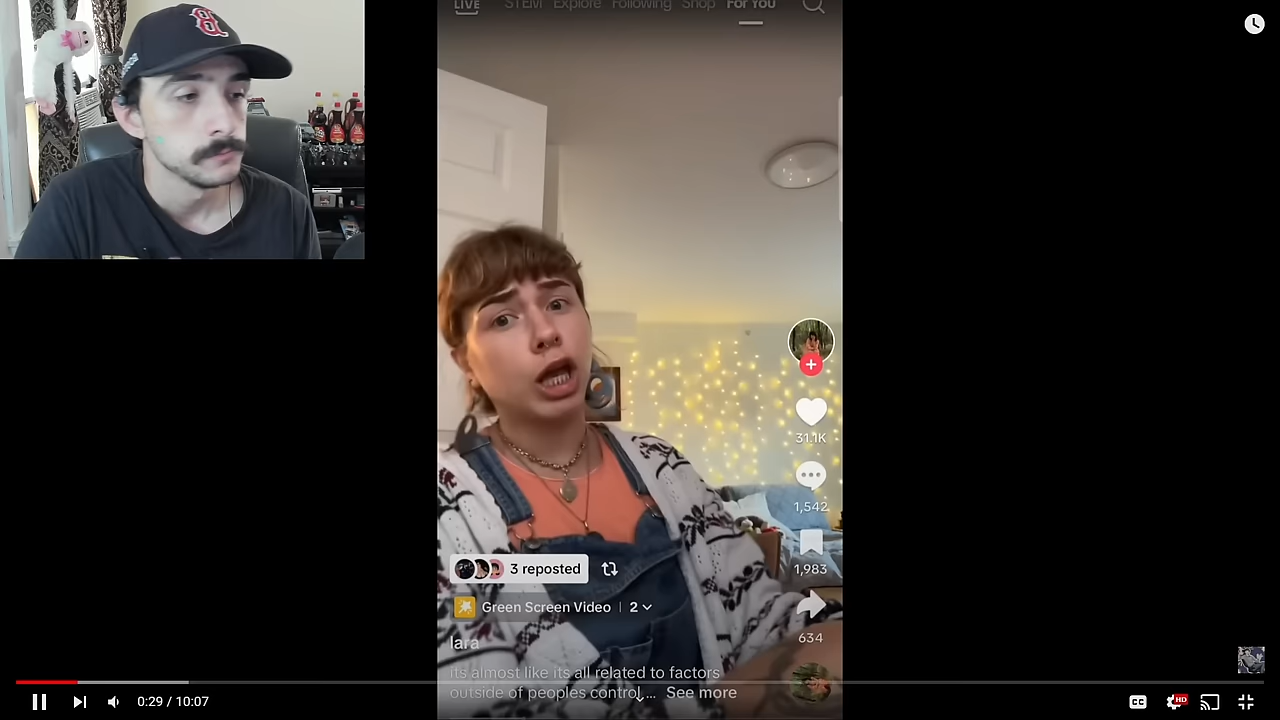 B
LIVE
STEM Explore Following Shop For You
31.1K
1,542
1,983
634
3 reposted
Green Screen Video | 2
lara
its almost like its all related to factors
outside of peoples control, ... See more
0:29 / 10:07
CC
HD